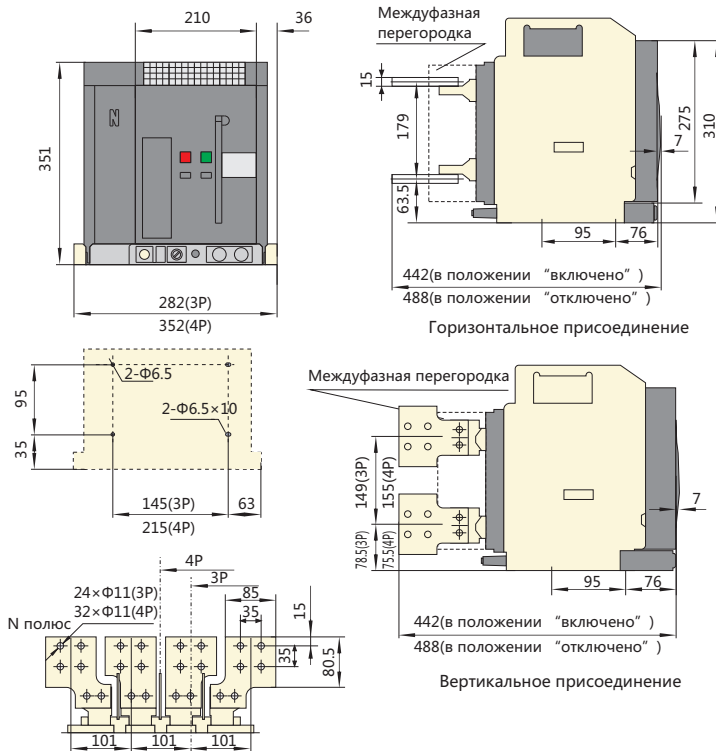 210
36
351
282(3P)
352(4P)
Междуфазная
перегородка
15
179
63.5
275
310
7
95
76
442(в положении “включено” )
488(в положении “отключено” )
Горизонтальное присоединение
2-Ф6.5
2-Ф6.5×10
95
35
145(3P)
215(4P)
63
Междуфазная перегородка
149(3P)
155(4P)
78.5(3P)
75.5(4P)
7
95
76
442(в положении “включено” )
488(в положении “отключено” )
Вертикальное присоединение
4P
3P
24×Ф11(3P)
32×Ф11(4P)
N полюс
85
35
15
35
80.5
101
101
101